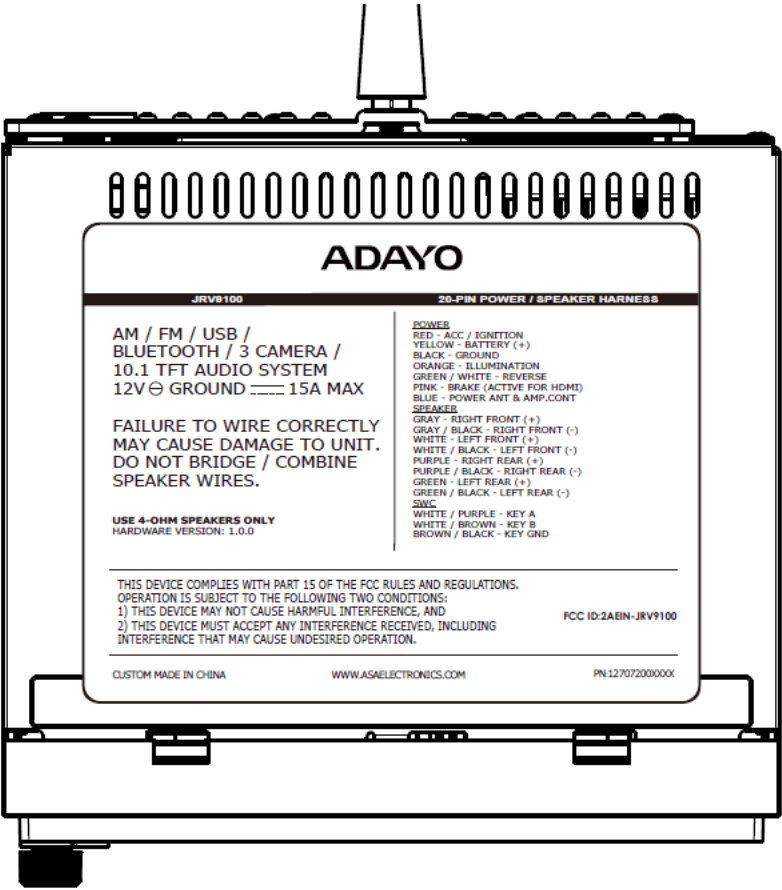 ADAYO
JRV9100
20-PIN POWER / SPEAKER HARNESS
AM / FM / USB /
BLUETOOTH / 3 CAMERA /
10.1 TFT AUDIO SYSTEM
12V ⊖ GROUND ⎓ 15A MAX
FAILURE TO WIRE CORRECTLY
MAY CAUSE DAMAGE TO UNIT.
DO NOT BRIDGE / COMBINE
SPEAKER WIRES.
USE 4-OHM SPEAKERS ONLY
HARDWARE VERSION: 1.0.0
POWER
RED - ACC / IGNITION
YELLOW - BATTERY (+)
BLACK - GROUND
ORANGE - ILLUMINATION
GREEN / WHITE - REVERSE
PINK - BRAKE (ACTIVE FOR HDMI)
BLUE - POWER ANT & AMP.CONT
SPEAKER
GRAY - RIGHT FRONT (+)
GRAY / BLACK - RIGHT FRONT (-)
WHITE - LEFT FRONT (+)
WHITE / BLACK - LEFT FRONT (-)
PURPLE - RIGHT REAR (+)
PURPLE / BLACK - RIGHT REAR (-)
GREEN - LEFT REAR (+)
GREEN / BLACK - LEFT REAR (-)
SWC
WHITE / PURPLE - KEY A
WHITE / BROWN - KEY B
BROWN / BLACK - KEY GND
THIS DEVICE COMPLIES WITH PART 15 OF THE FCC RULES AND REGULATIONS.
OPERATION IS SUBJECT TO THE FOLLOWING TWO CONDITIONS:
1) THIS DEVICE MAY NOT CAUSE HARMFUL INTERFERENCE, AND
2) THIS DEVICE MUST ACCEPT ANY INTERFERENCE RECEIVED, INCLUDING
INTERFERENCE THAT MAY CAUSE UNDESIRED OPERATION.
FCC ID:2AEIN-JRV9100
CUSTOM MADE IN CHINA
WWW.ASAELECTRONICS.COM
PN:12707200XXXX